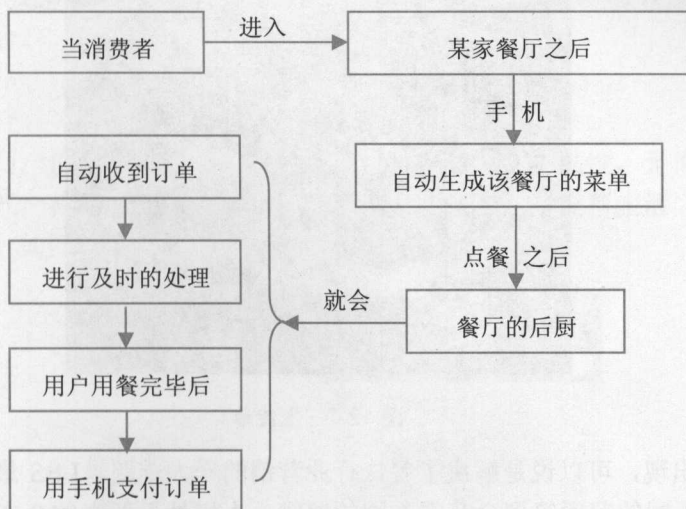 当消费者
进入
某家餐厅之后
手机
自动生成该餐厅的菜单
点餐之后
餐厅的后厨
就会
自动收到订单
进行及时的处理
用户用餐完毕后
用手机支付订单